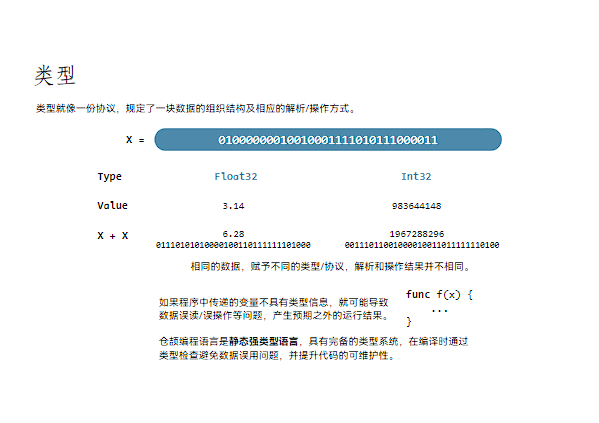 类型
类型就像一份协议，规定了一块数据的组织结构及相应的解析/操作方式。
X = 01000000010010001111010111000011
Type Float32 Int32
Value 3.14 983644148
X + X 6.28 1967288296
01110101010000100110111111101000 00111011001000010011011111110100
相同的数据，赋予不同的类型/协议，解析和操作结果并不相同。
如果程序中传递的变量不具有类型信息，就可能导致
数据误读/误操作等问题，产生预期之外的运行结果。
func f(x) {
...
}
仓颉编程语言是静态强类型语言，具有完备的类型系统，在编译时通过
类型检查避免数据误用问题，并提升代码的可维护性。